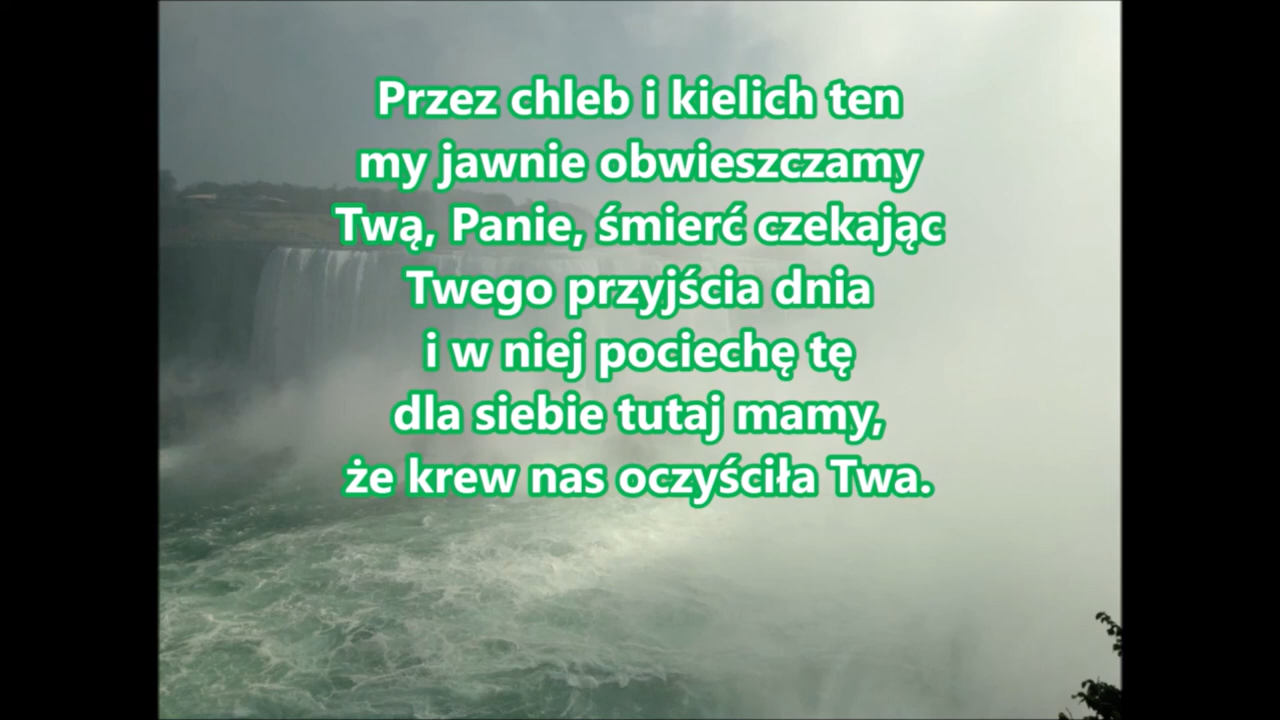 Przez chleb i kielich ten
my jawnie obwieszczamy
Twą, Panie, śmierć czekając
Twego przyjścia dnia
i w niej pociechę tę
dla siebie tutaj mamy,
że krew nas oczyściła Twa.